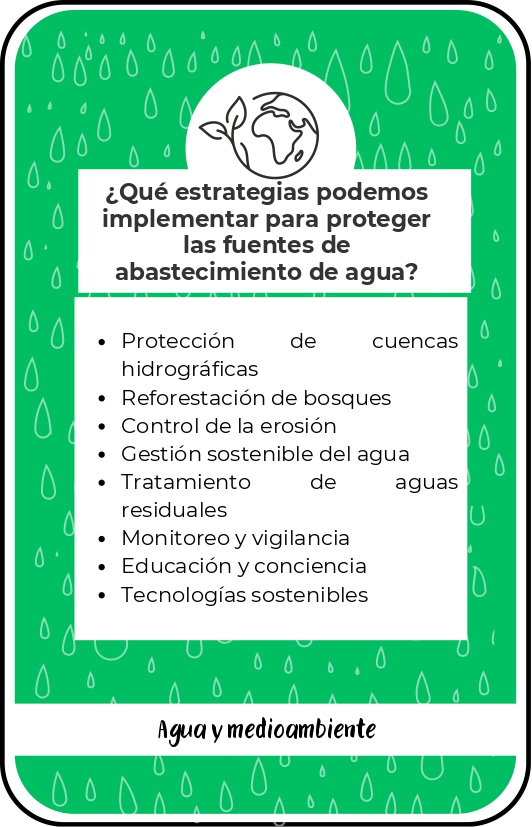 ¿Qué estrategias podemos
implementar para proteger
las fuentes de
abastecimiento de agua?
• Protección de cuencas
hidrográficas
• Reforestación de bosques
• Control de la erosión
• Gestión sostenible del agua
• Tratamiento de aguas
residuales
• Monitoreo y vigilancia
• Educación y conciencia
• Tecnologías sostenibles
Agua y medioambiente